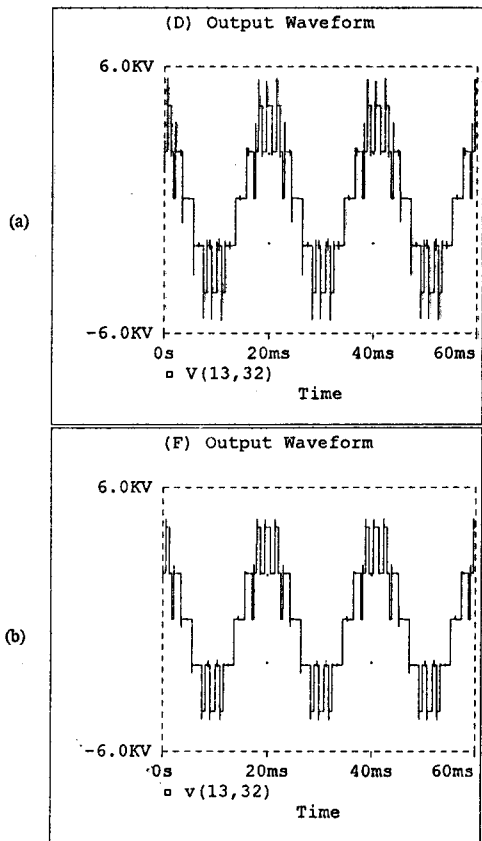 (D) Output Waveform
6.0KV
(a)
-6.0KV
0s 20ms 40ms 60ms
V(13,32)
Time
(F) Output Waveform
6.0KV
(b)
-6.0KV
0s 20ms 40ms 60ms
v(13,32)
Time